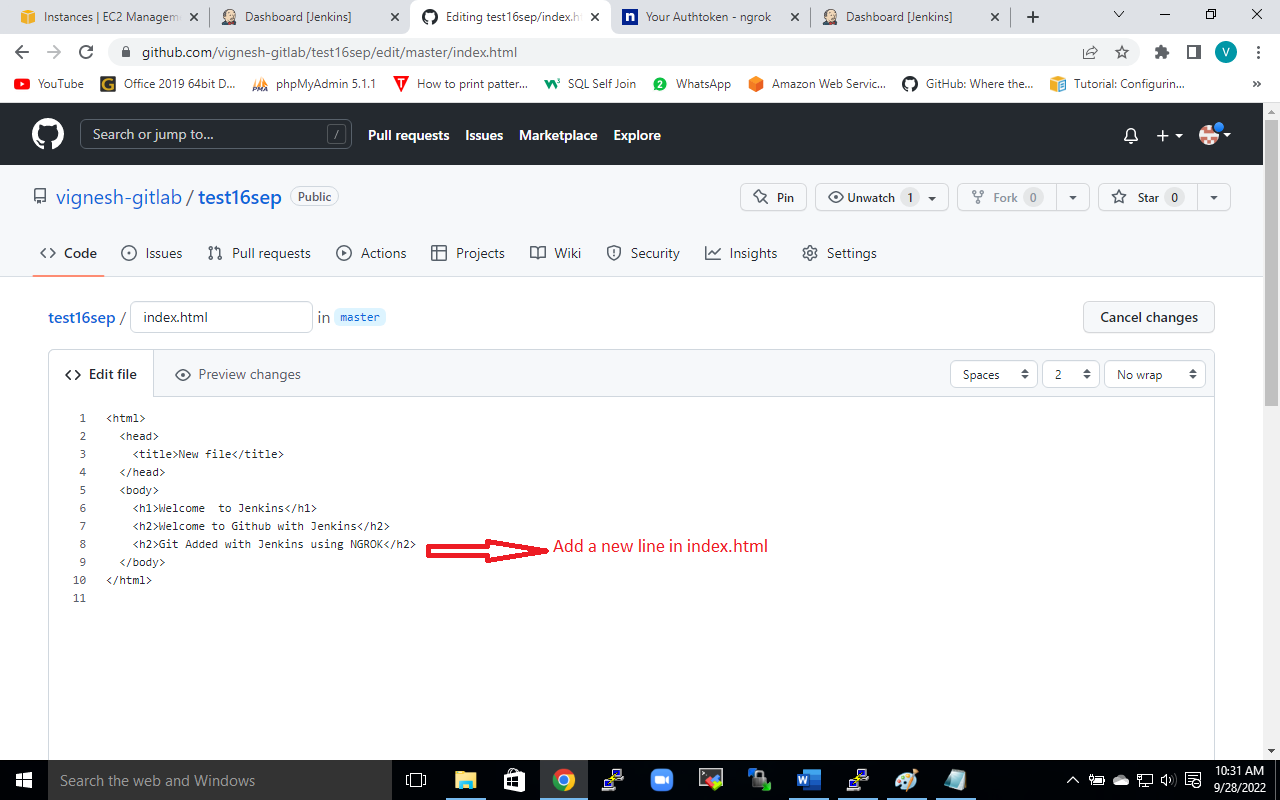 Instances | EC2 Managem
Dashboard [Jenkins]
Editing test16sep/index.h
Your Authtoken - ngrok
Dashboard [Jenkins]
github.com/vignesh-gitlab/test16sep/edit/master/index.html
V
YouTube
Office 2019 64bit D...
phpMyAdmin 5.1.1
How to print patter...
SQL Self Join
2
WhatsApp
Amazon Web Servic...
GitHub: Where the...
Tutorial: Configurin...
»
Search or jump to...
/
Pull requests
Issues
Marketplace
Explore
vignesh-gitlab / test16sep
Public
Pin
Unwatch 1
Fork 0
Star 0
Code
Issues
Pull requests
Actions
Projects
Wiki
Security
Insights
Settings
test16sep / index.html in master
Cancel changes
Edit file
Preview changes
Spaces
2
No wrap
1 <html>
2 <head>
3 <title>New file</title>
4 </head>
5 <body>
6 <h1>Welcome  to Jenkins</h1>
7 <h2>Welcome to Github with Jenkins</h2>
8 <h2>Git Added with Jenkins using NGROK</h2>
Add a new line in index.html
9 </body>
10 </html>
11
Search the web and Windows
10:31 AM
9/28/2022